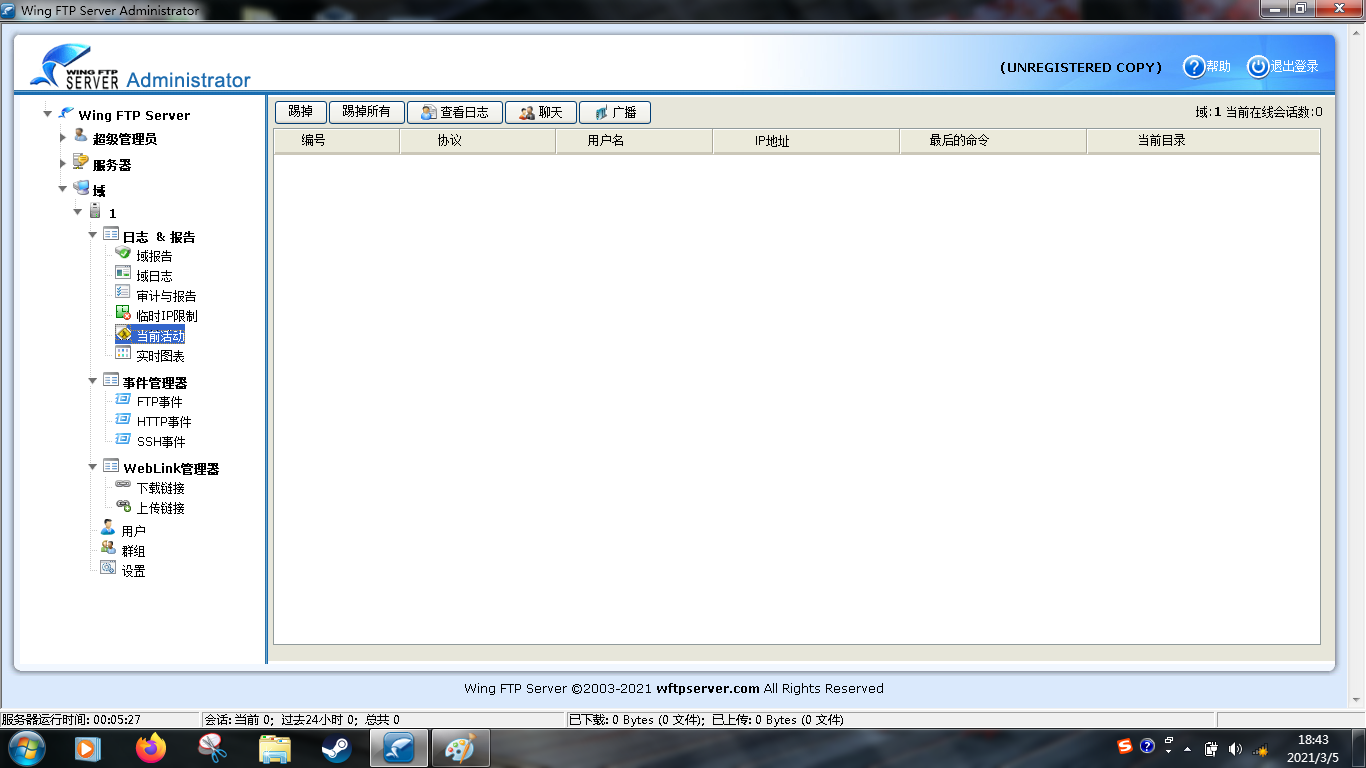 Wing FTP Server Administrator
WING FTP SERVER Administrator
(UNREGISTERED COPY) 帮助 退出登录
Wing FTP Server
超级管理员
服务器
域
1
日志 & 报告
域报告
域日志
审计与报告
临时IP限制
当前活动
实时图表
事件管理器
FTP事件
HTTP事件
SSH事件
WebLink管理器
下载链接
上传链接
用户
群组
设置
踢掉 踢掉所有 查看日志 聊天 广播 域:1 当前在线会话数:0
编号 协议 用户名 IP地址 最后的命令 当前目录
Wing FTP Server ©2003-2021 wftpserver.com All Rights Reserved
服务器运行时间: 00:05:27 会话: 当前 0; 过去24小时 0; 总共 0 已下载: 0 Bytes (0 文件); 已上传: 0 Bytes (0 文件)
18:43
2021/3/5